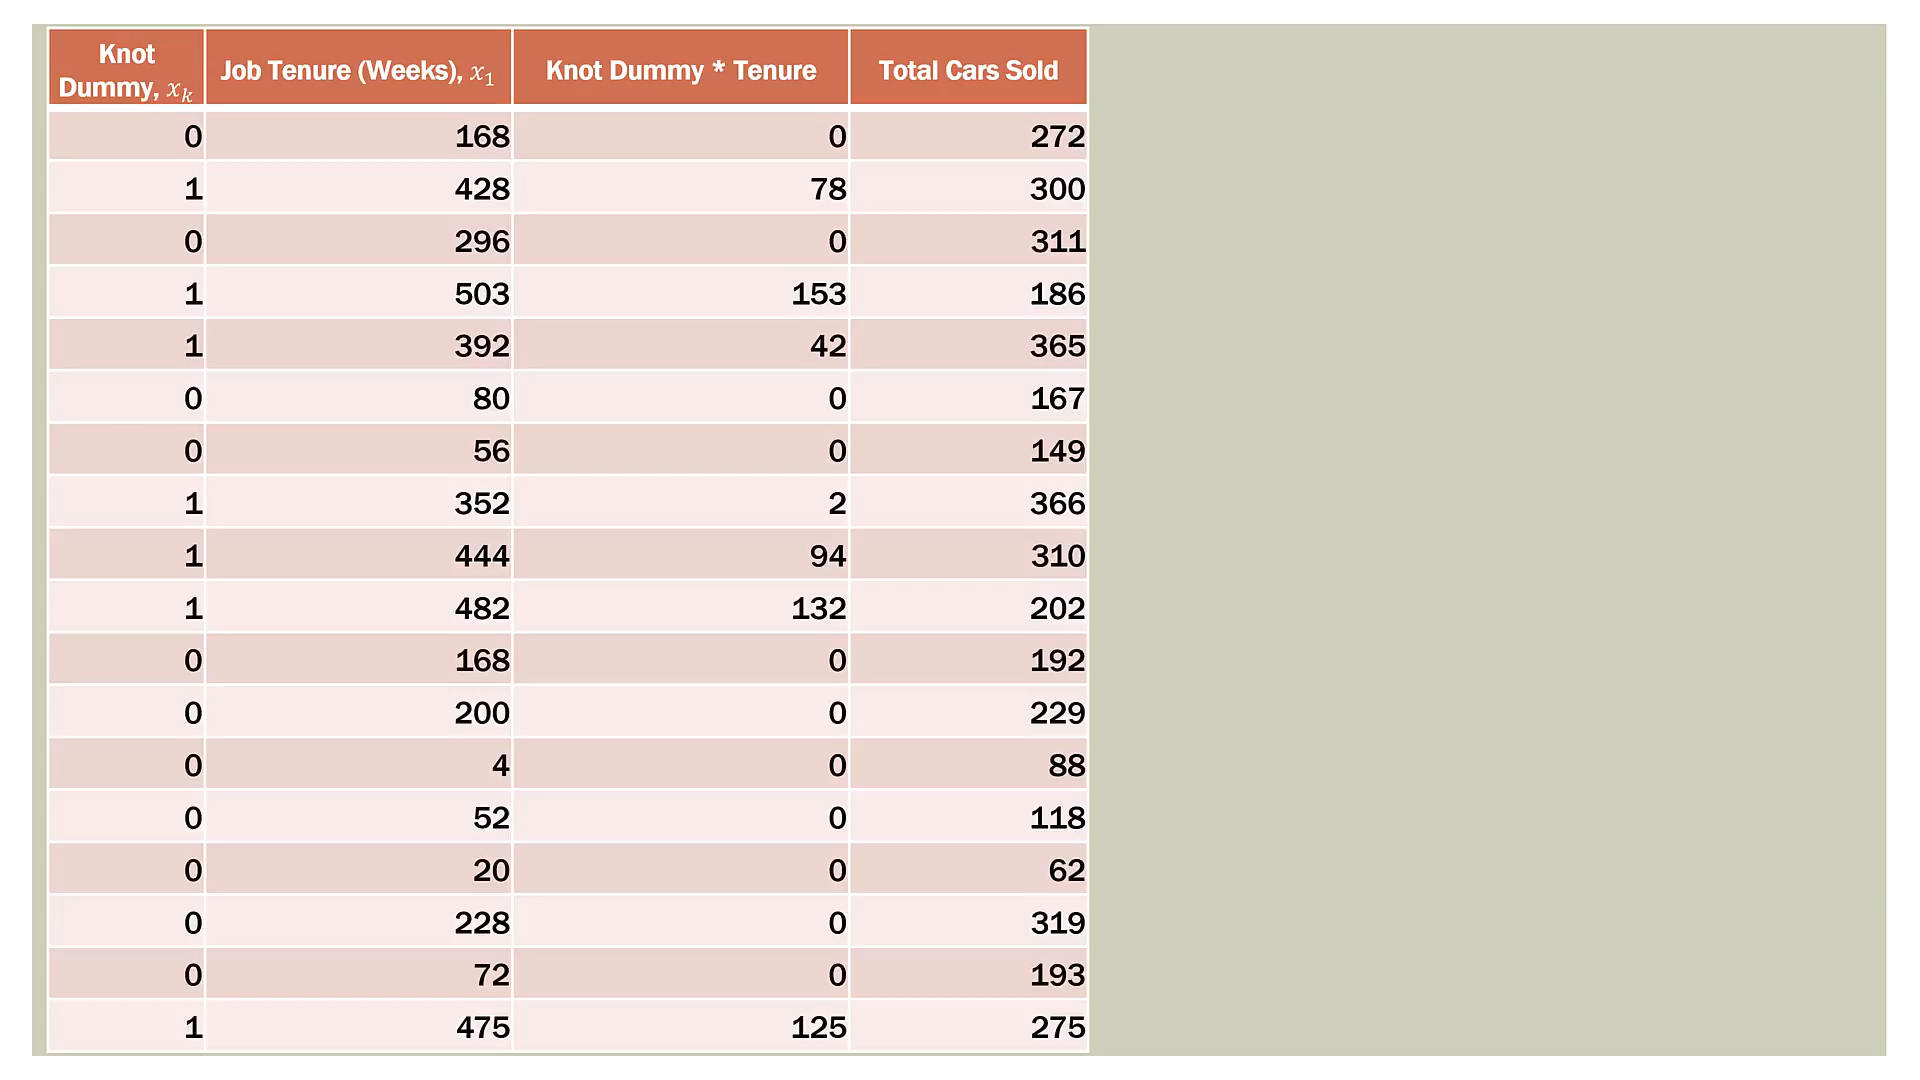 Knot
Dummy, xk
Job Tenure (Weeks), x1
Knot Dummy * Tenure
Total Cars Sold
0 168 0 272
1 428 78 300
0 296 0 311
1 503 153 186
1 392 42 365
0 80 0 167
0 56 0 149
1 352 2 366
1 444 94 310
1 482 132 202
0 168 0 192
0 200 0 229
0 4 0 88
0 52 0 118
0 20 0 62
0 228 0 319
0 72 0 193
1 475 125 275